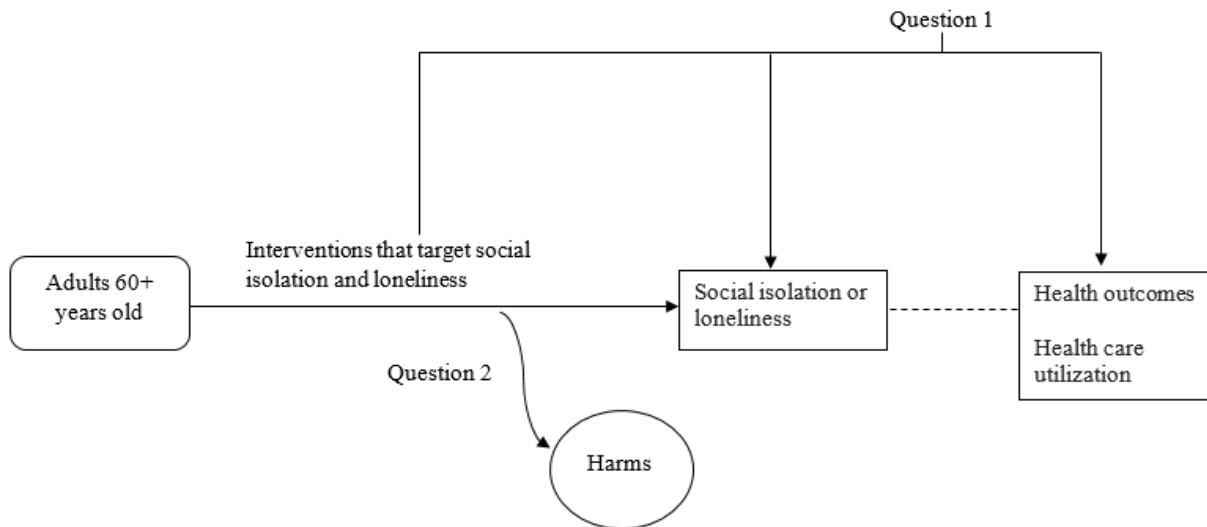 Question 1
Interventions that target social
isolation and loneliness
Adults 60+
years old
Social isolation or
loneliness
Health outcomes
Health care
utilization
Question 2
Harms